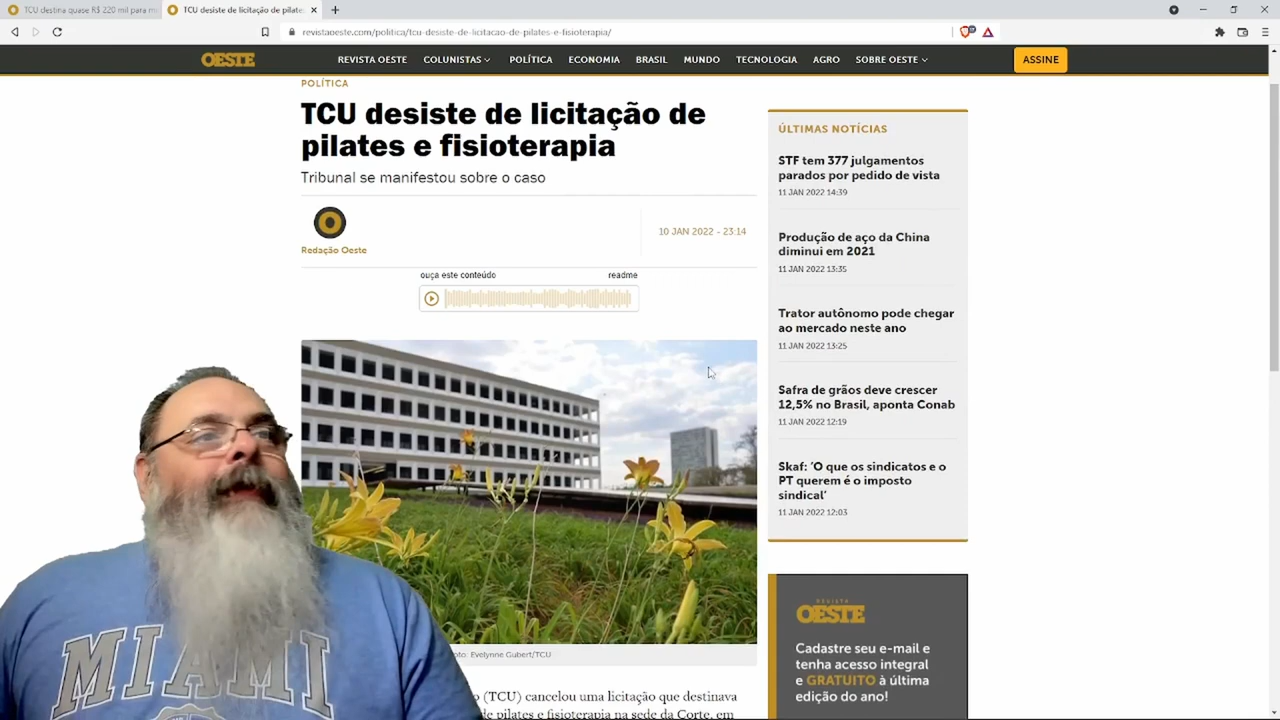 TCU destina quase R$ 220 mil para m
TCU desiste de licitação de pilates
revistaoeste.com/politica/tcu-desiste-de-licitacao-de-pilates-e-fisioterapia/
OESTE
REVISTA OESTE
COLUNISTAS
POLÍTICA
ECONOMIA
BRASIL
MUNDO
TECNOLOGIA
AGRO
SOBRE OESTE
ASSINE
POLÍTICA
TCU desiste de licitação de
pilates e fisioterapia
Tribunal se manifestou sobre o caso
Redação Oeste
10 JAN 2022 - 23:14
ouça este conteúdo
readme
oto: Evelynne Gubert/TCU
o (TCU) cancelou uma licitação que destinava
de pilates e fisioterapia na sede da Corte, em
ÚLTIMAS NOTÍCIAS
STF tem 377 julgamentos
parados por pedido de vista
11 JAN 2022 14:39
Produção de aço da China
diminui em 2021
11 JAN 2022 13:35
Trator autônomo pode chegar
ao mercado neste ano
11 JAN 2022 13:25
Safra de grãos deve crescer
12,5% no Brasil, aponta Conab
11 JAN 2022 12:19
Skaf: ‘O que os sindicatos e o
PT querem é o imposto
sindical’
11 JAN 2022 12:03
REVISTA
OESTE
Cadastre seu e-mail e
tenha acesso integral
e GRATUITO à última
edição do ano!
MIAMI